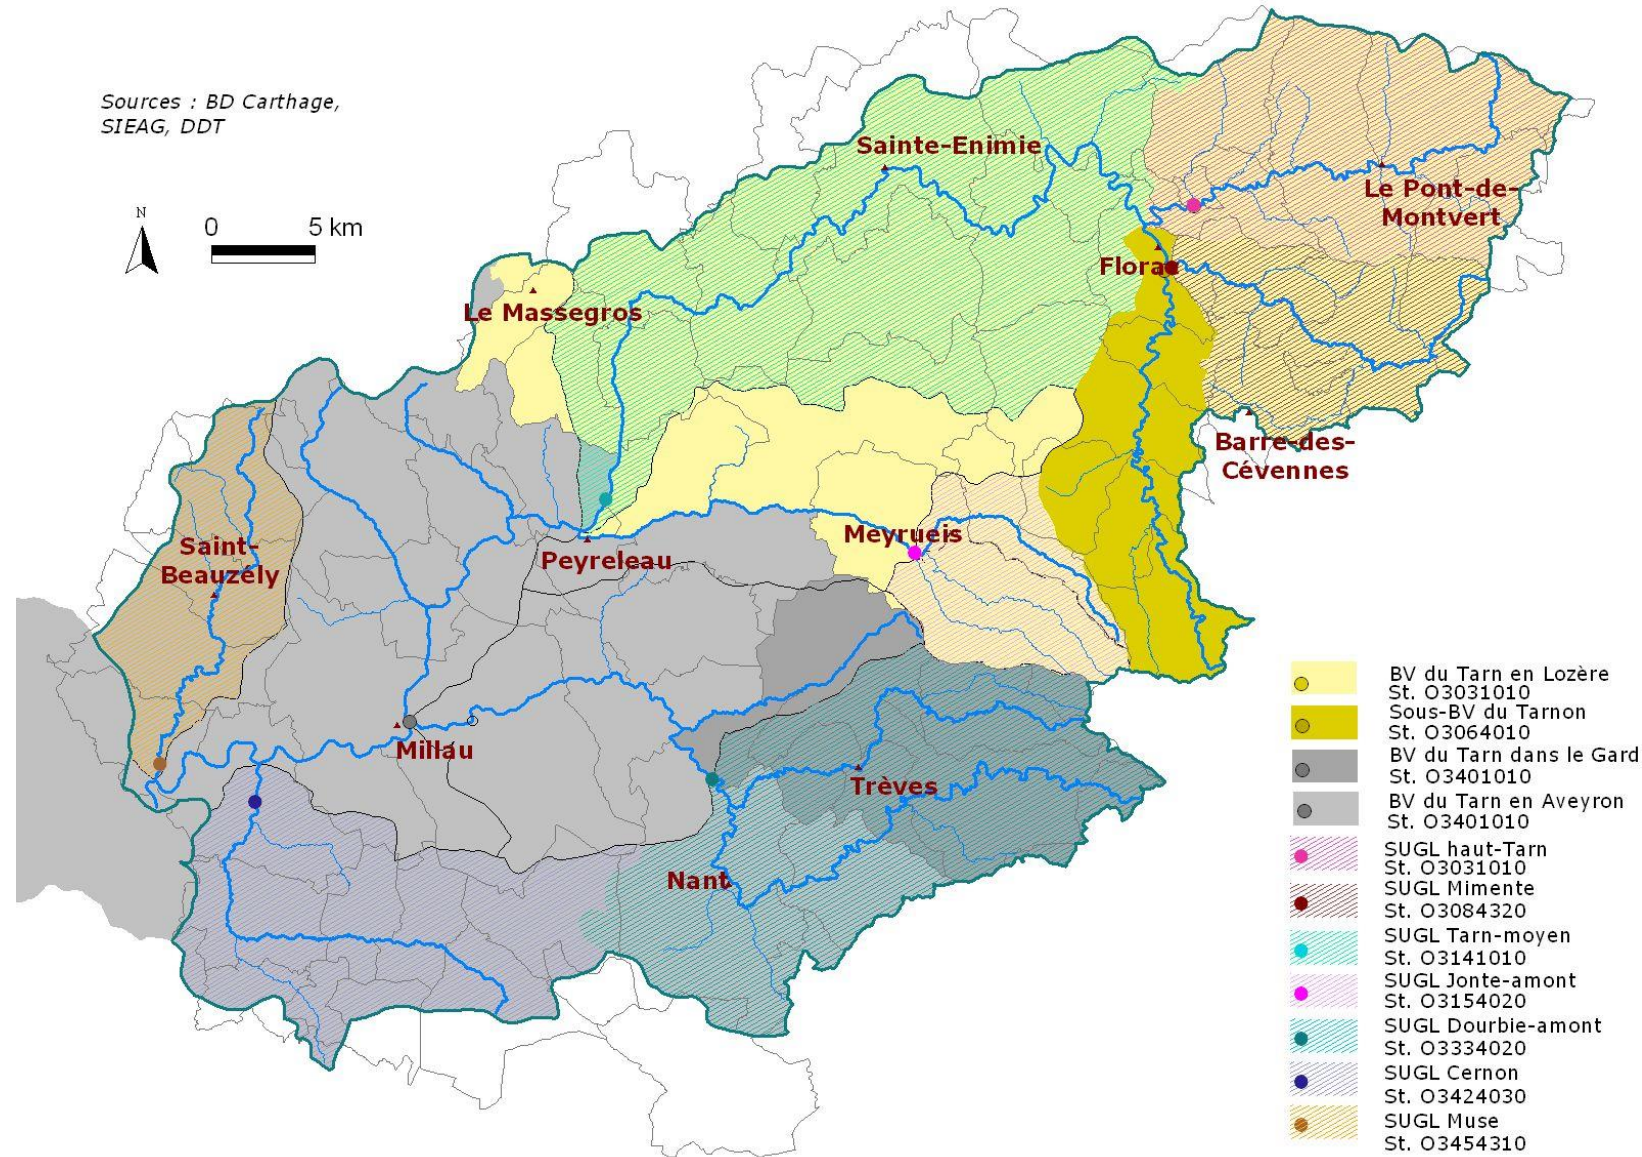 Sources : BD Carthage,
SIEAG, DDT
N
0 5 km
Sainte-Enimie
Le Pont-de-
Montvert
Florac
Le Massegros
Barre-des-
Cévennes
Meyrueis
Saint-
Beauzély
Peyreleau
Millau
Trèves
Nant
BV du Tarn en Lozère
St. O3031010
Sous-BV du Tarnon
St. O3064010
BV du Tarn dans le Gard
St. O3401010
BV du Tarn en Aveyron
St. O3401010
SUGL haut-Tarn
St. O3031010
SUGL Mimente
St. O3084320
SUGL Tarn-moyen
St. O3141010
SUGL Jonte-amont
St. O3154020
SUGL Dourbie-amont
St. O3334020
SUGL Cernon
St. O3424030
SUGL Muse
St. O3454310